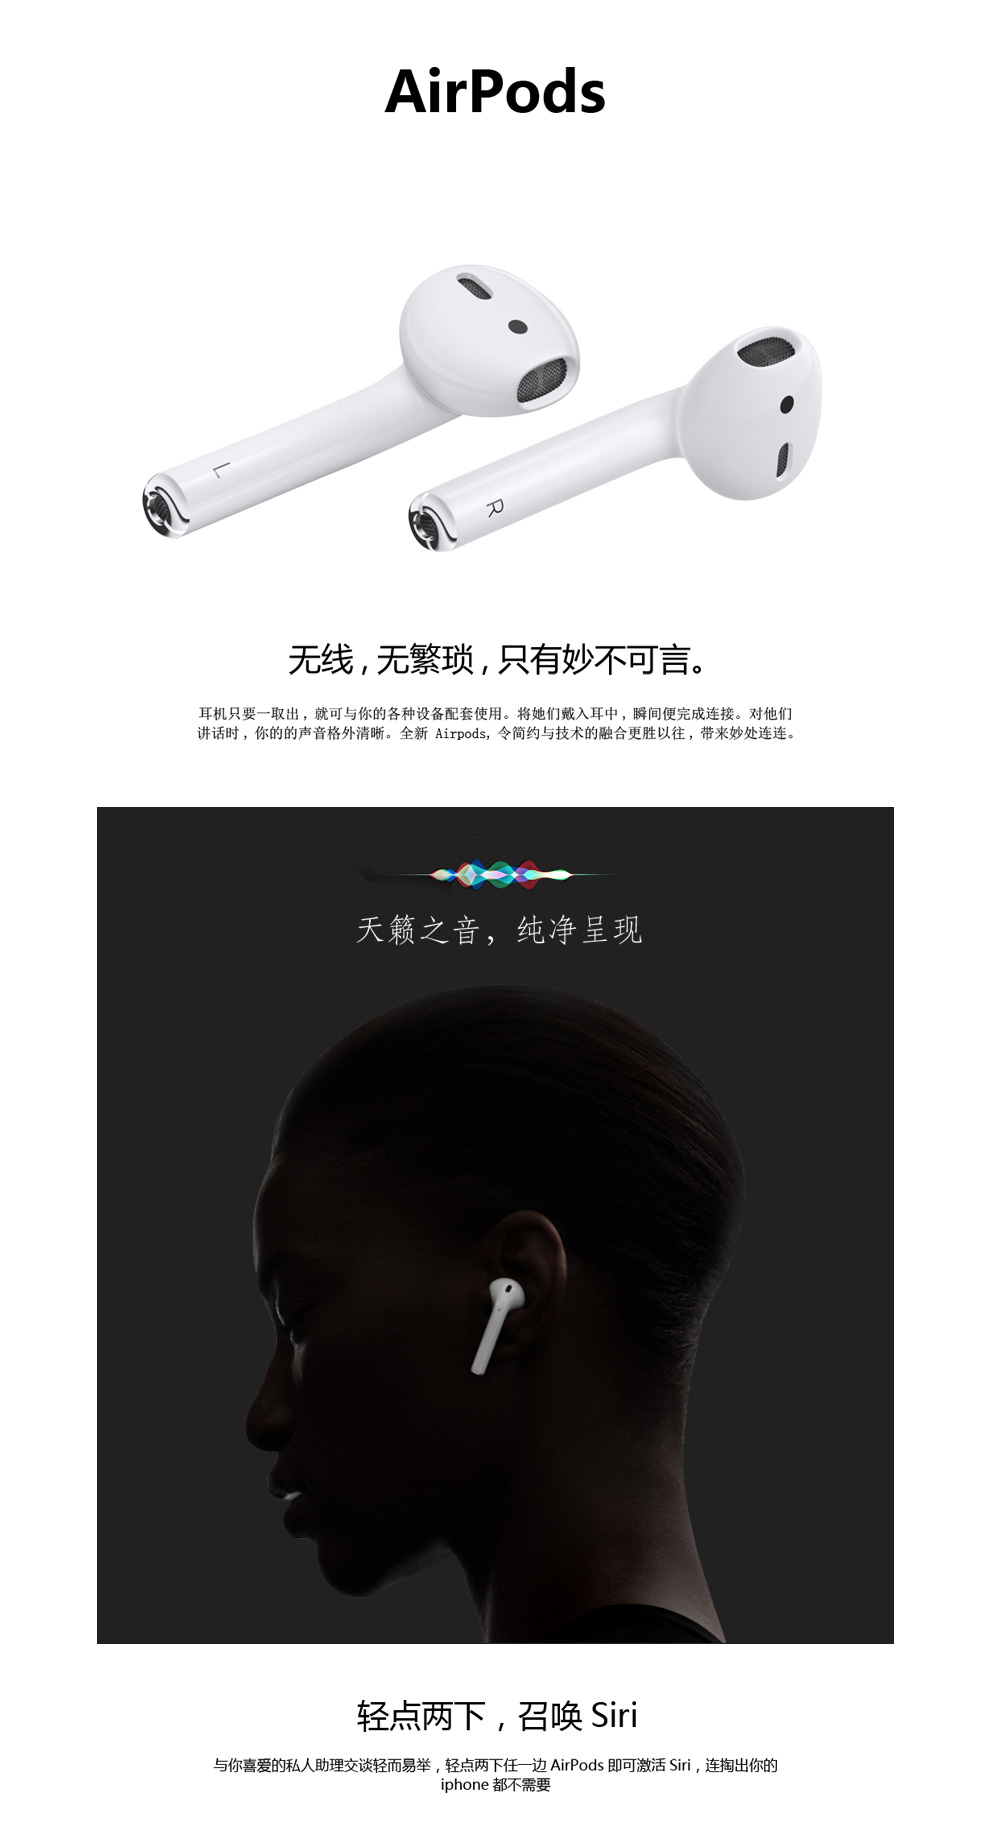 AirPods
L
R
无线，无繁琐，只有妙不可言。
耳机只要一取出，就可与你的各种设备配套使用。将她们戴入耳中，瞬间便完成连接。对他们
讲话时，你的的声音格外清晰。全新 Airpods, 令简约与技术的融合更胜以往，带来妙处连连。
天籁之音，纯净呈现
轻点两下，召唤 Siri
与你喜爱的私人助理交谈轻而易举，轻点两下任一边 AirPods 即可激活 Siri，连掏出你的
iphone 都不需要